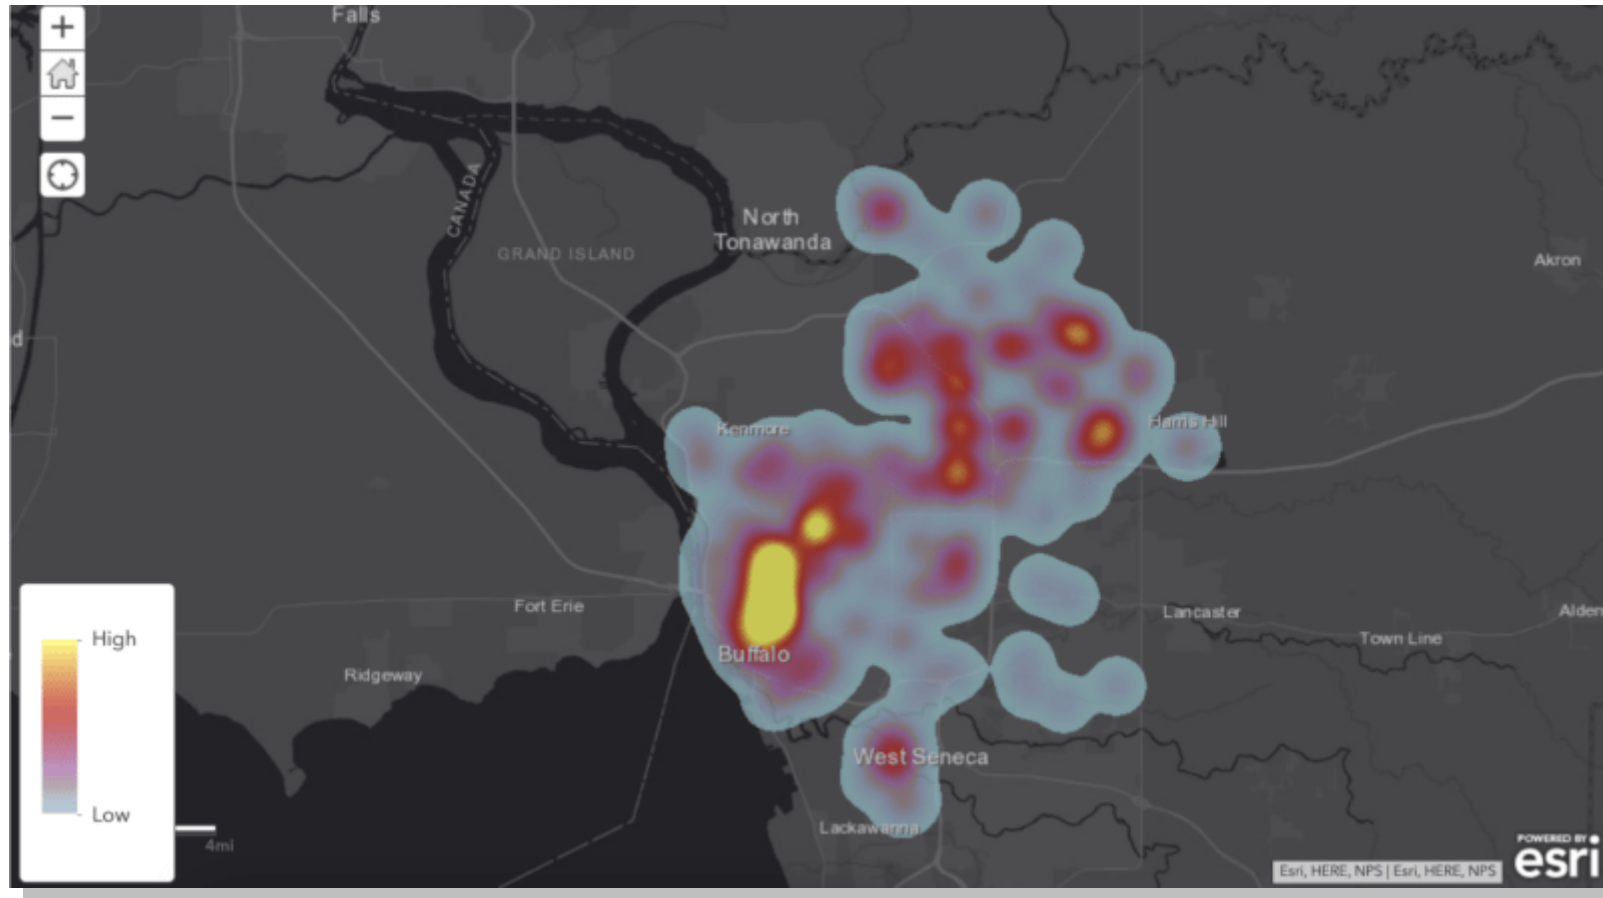 Falls
+
−
CANADA
North
Tonawanda
GRAND ISLAND
Akron
d
Kenmore
Harris Hill
Fort Erie
Lancaster
Alden
Town Line
High
Buffalo
Ridgeway
West Seneca
Low
Lackawanna
4mi
POWERED BY
esri
Esri, HERE, NPS | Esri, HERE, NPS